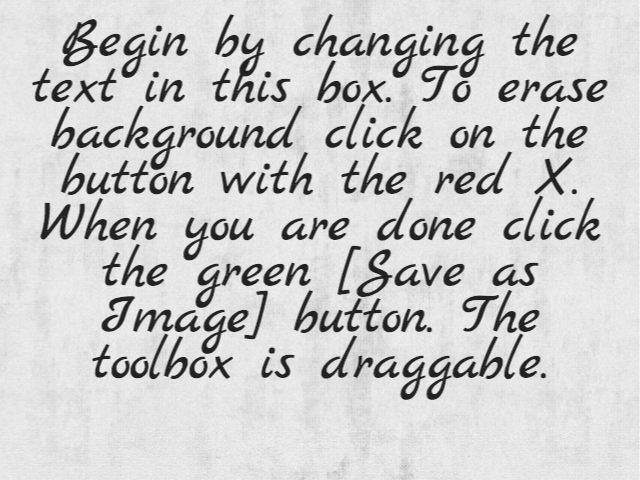 Begin by changing the
text in this box. To erase
background click on the
button with the red X.
When you are done click
the green [Save as
Image] button. The
toolbox is draggable.